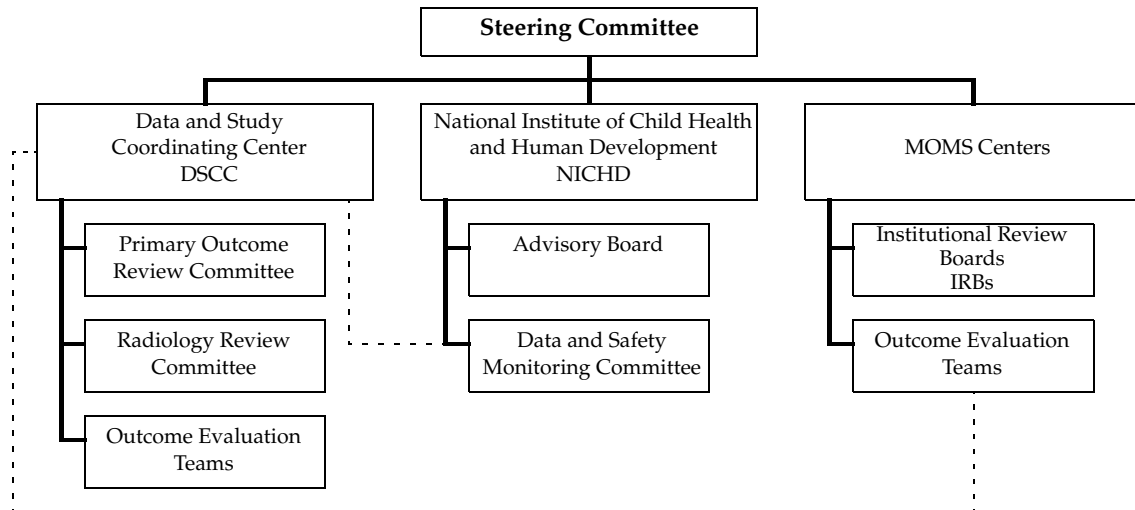 Steering Committee
Data and Study
Coordinating Center
DSCC
National Institute of Child Health
and Human Development
NICHD
MOMS Centers
Primary Outcome
Review Committee
Advisory Board
Institutional Review
Boards
IRBs
Radiology Review
Committee
Data and Safety
Monitoring Committee
Outcome Evaluation
Teams
Outcome Evaluation
Teams